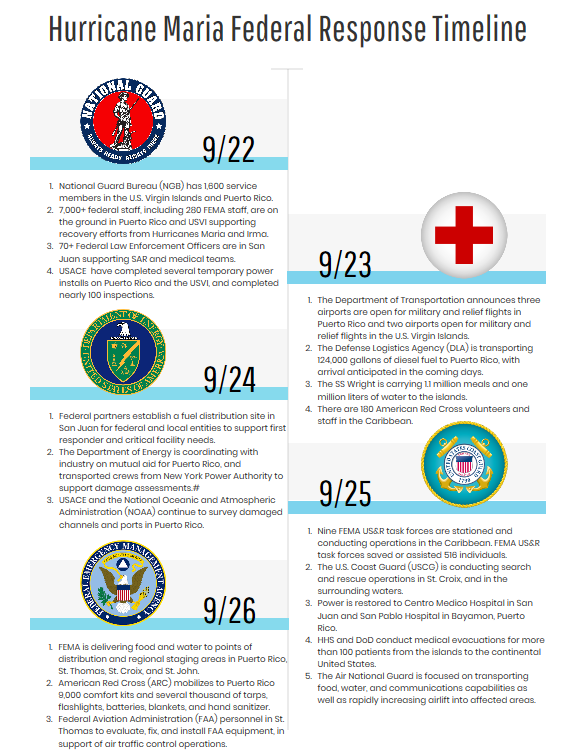 Hurricane Maria Federal Response Timeline
NATIONAL GUARD
ALWAYS READY ALWAYS THERE
9/22
1. National Guard Bureau (NGB) has 1,600 service
members in the U.S. Virgin Islands and Puerto Rico.
2. 7,000+ federal staff, including 280 FEMA staff, are on
the ground in Puerto Rico and USVI supporting
recovery efforts from Hurricanes Maria and Irma.
3. 70+ Federal Law Enforcement Officers are in San
Juan supporting SAR and medical teams.
4. USACE have completed several temporary power
installs on Puerto Rico and the USVI, and completed
nearly 100 inspections.
9/23
1. The Department of Transportation announces three
airports are open for military and relief flights in
Puerto Rico and two airports open for military and
relief flights in the U.S. Virgin Islands.
2. The Defense Logistics Agency (DLA) is transporting
124,000 gallons of diesel fuel to Puerto Rico, with
arrival anticipated in the coming days.
3. The SS Wright is carrying 1.1 million meals and one
million liters of water to the islands.
4. There are 180 American Red Cross volunteers and
staff in the Caribbean.
DEPARTMENT OF ENERGY
UNITED STATES OF AMERICA
9/24
1. Federal partners establish a fuel distribution site in
San Juan for federal and local entities to support first
responder and critical facility needs.
2. The Department of Energy is coordinating with
industry on mutual aid for Puerto Rico, and
transported crews from New York Power Authority to
support damage assessments.#
3. USACE and the National Oceanic and Atmospheric
Administration (NOAA) continue to survey damaged
channels and ports in Puerto Rico.
UNITED STATES COAST GUARD
1790
9/25
1. Nine FEMA US&R task forces are stationed and
conducting operations in the Caribbean. FEMA US&R
task forces saved or assisted 516 individuals.
2. The U.S. Coast Guard (USCG) is conducting search
and rescue operations in St. Croix, and in the
surrounding waters.
3. Power is restored to Centro Medico Hospital in San
Juan and San Pablo Hospital in Bayamon, Puerto
Rico.
4. HHS and DoD conduct medical evacuations for more
than 100 patients from the islands to the continental
United States.
5. The Air National Guard is focused on transporting
food, water, and communications capabilities as
well as rapidly increasing airlift into affected areas.
FEDERAL EMERGENCY MANAGEMENT AGENCY
9/26
1. FEMA is delivering food and water to points of
distribution and regional staging areas in Puerto Rico,
St. Thomas, St. Croix, and St. John.
2. American Red Cross (ARC) mobilizes to Puerto Rico
9,000 comfort kits and several thousand of tarps,
flashlights, batteries, blankets, and hand sanitizer.
3. Federal Aviation Administration (FAA) personnel in St.
Thomas to evaluate, fix, and install FAA equipment, in
support of air traffic control operations.